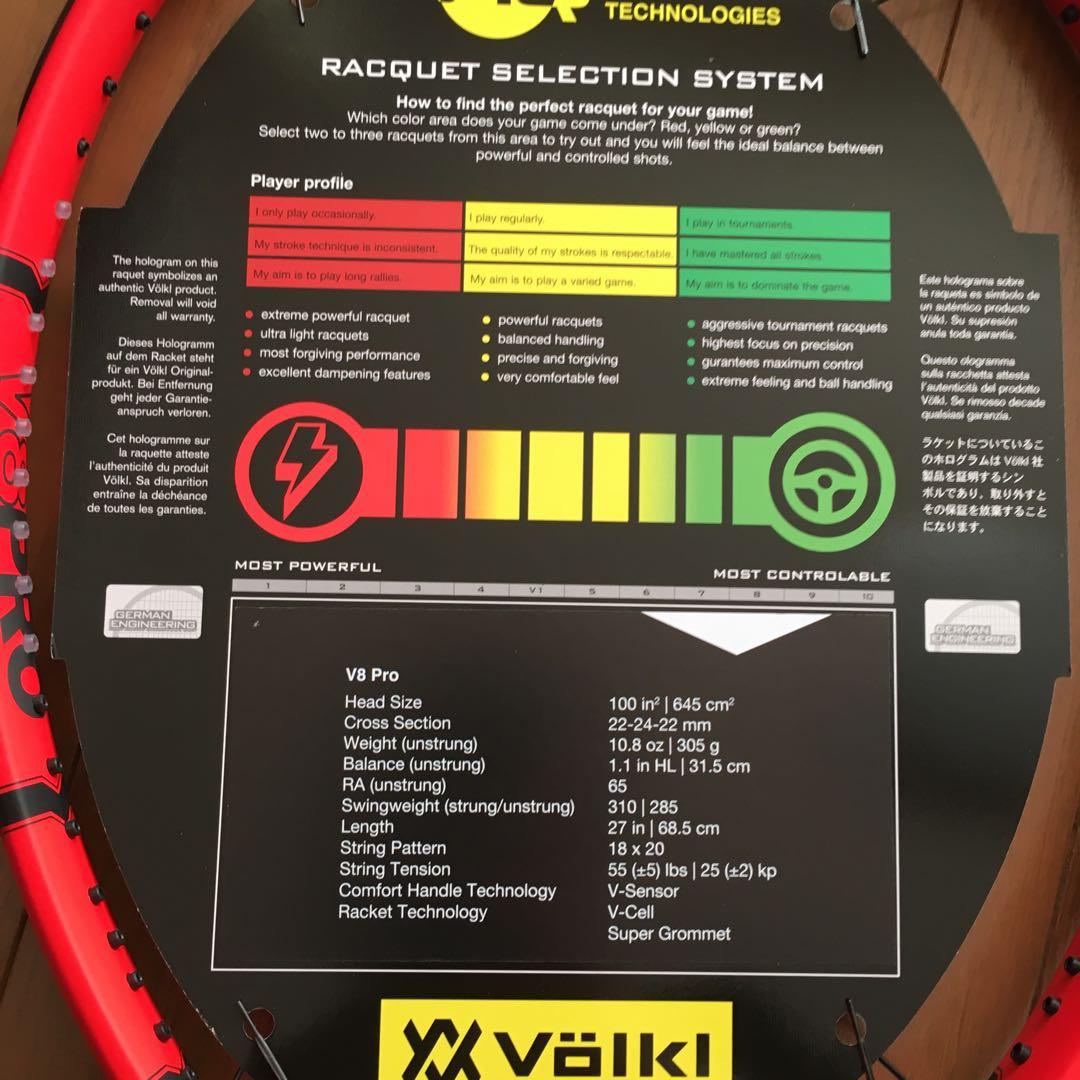 TECHNOLOGIES
RACQUET SELECTION SYSTEM
How to find the perfect racquet for your game!
Which color area does your game come under? Red, yellow or green?
Select two to three racquets from this area to try out and you will feel the ideal balance between
powerful and controlled shots.
Player profile
I only play occasionally.
My stroke technique is inconsistent.
My aim is to play long rallies.
I play regularly.
The quality of my strokes is respectable.
My aim is to play a varied game.
I play in tournaments.
I have mastered all strokes.
My aim is to dominate the game.
extreme powerful racquet
ultra light racquets
most forgiving performance
excellent dampening features
powerful racquets
balanced handling
precise and forgiving
very comfortable feel
aggressive tournament racquets
highest focus on precision
gurantees maximum control
extreme feeling and ball handling
The hologram on this
raquet symbolizes an
authentic Völkl product.
Removal will void
all warranty.
Dieses Hologramm
auf dem Racket steht
für ein Völkl Original-
produkt. Bei Entfernung
geht jeder Garantie-
anspruch verloren.
Cet hologramme sur
la raquette atteste
l'authenticité du produit
Völkl. Sa disparition
entraîne la déchéance
de toutes les garanties.
Este holograma sobre
la raqueta es símbolo de
un auténtico producto
Völkl. Su supresión
anula toda garantía.
Questo ologramma
sulla racchetta attesta
l'autenticità del prodotto
Völkl. Se rimosso decade
qualsiasi garanzia.
ラケットについているこ
のホログラムは Völkl 社
製品を証明するシン
ボルであり、取り外すと
その保証を放棄すること
になります。
MOST POWERFUL
MOST CONTROLABLE
1 2 3 4 V1 5 6 7 8 9 10
GERMAN
ENGINEERING
GERMAN
ENGINEERING
V8 Pro
Head Size 100 in² | 645 cm²
Cross Section 22-24-22 mm
Weight (unstrung) 10.8 oz | 305 g
Balance (unstrung) 1.1 in HL | 31.5 cm
RA (unstrung) 65
Swingweight (strung/unstrung) 310 | 285
Length 27 in | 68.5 cm
String Pattern 18 x 20
String Tension 55 (±5) lbs | 25 (±2) kp
Comfort Handle Technology V-Sensor
Racket Technology V-Cell
Super Grommet
Völkl
V8 PRO